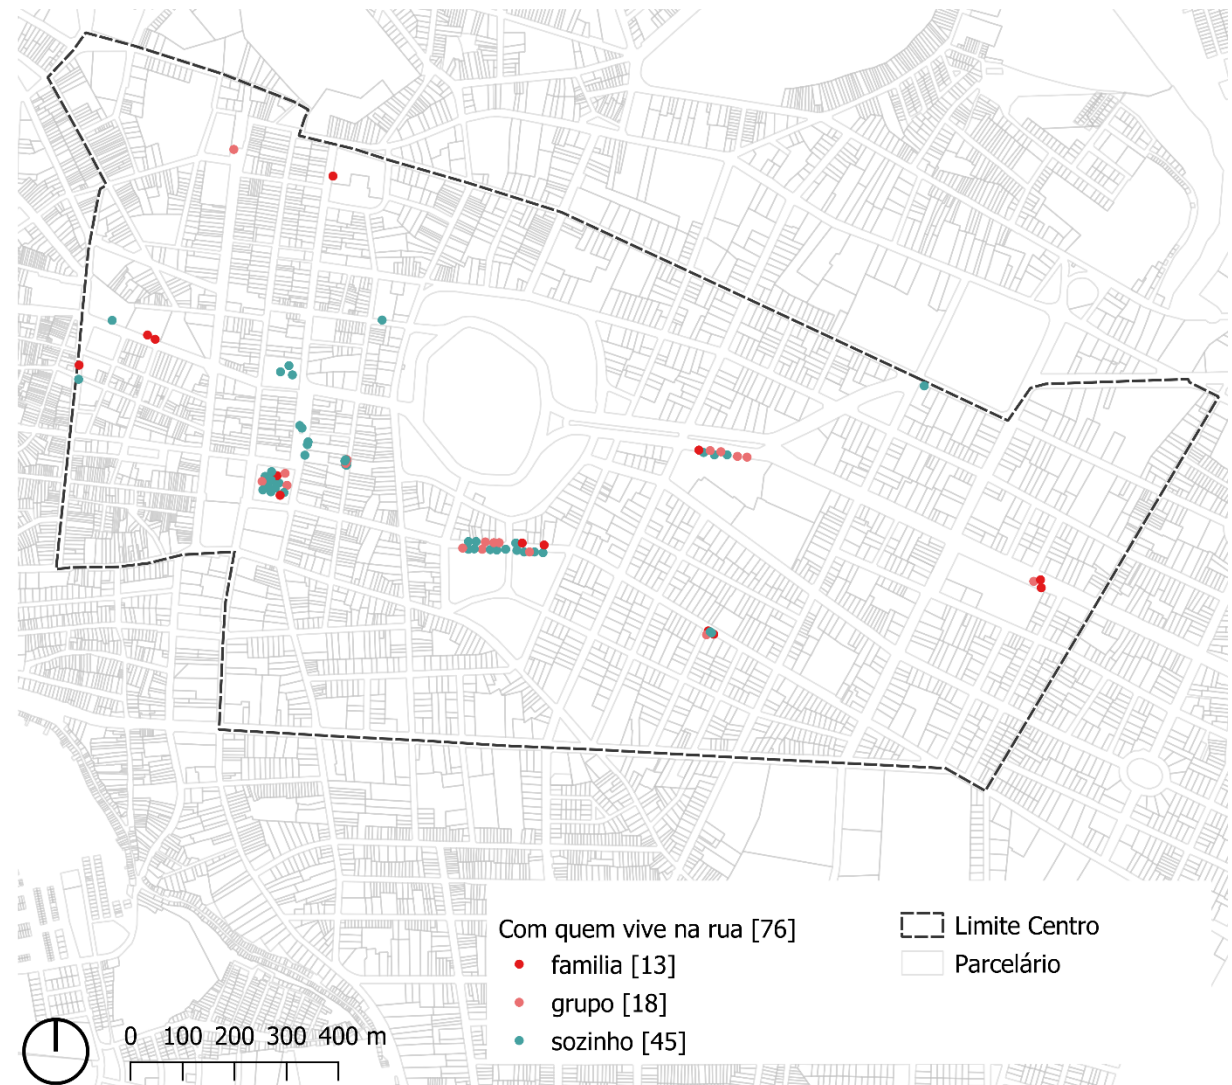 Com quem vive na rua [76]
familia [13]
grupo [18]
sozinho [45]
Limite Centro
Parcelário
0 100 200 300 400 m